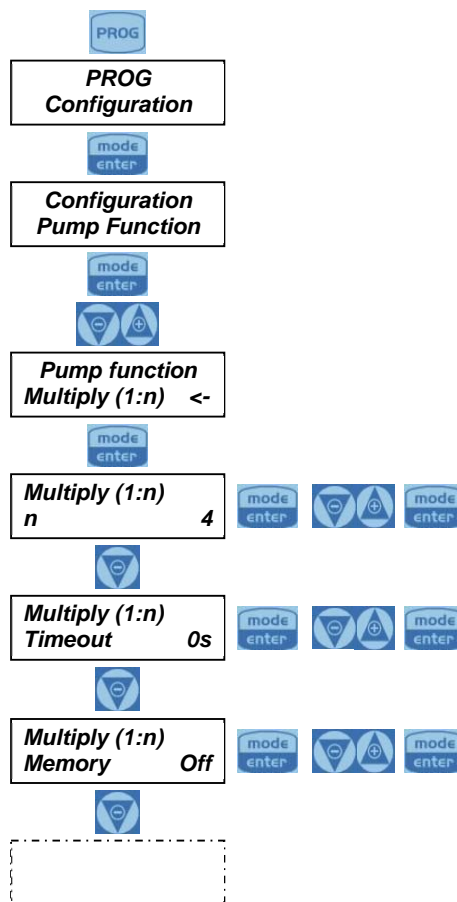 PROG
PROG
Configuration
mode
enter
Configuration
Pump Function
mode
enter
Pump function
Multiply (1:n) <-
mode
enter
Multiply (1:n)
n 4
mode
enter
mode
enter
Multiply (1:n)
Timeout 0s
mode
enter
mode
enter
Multiply (1:n)
Memory Off
mode
enter
mode
enter